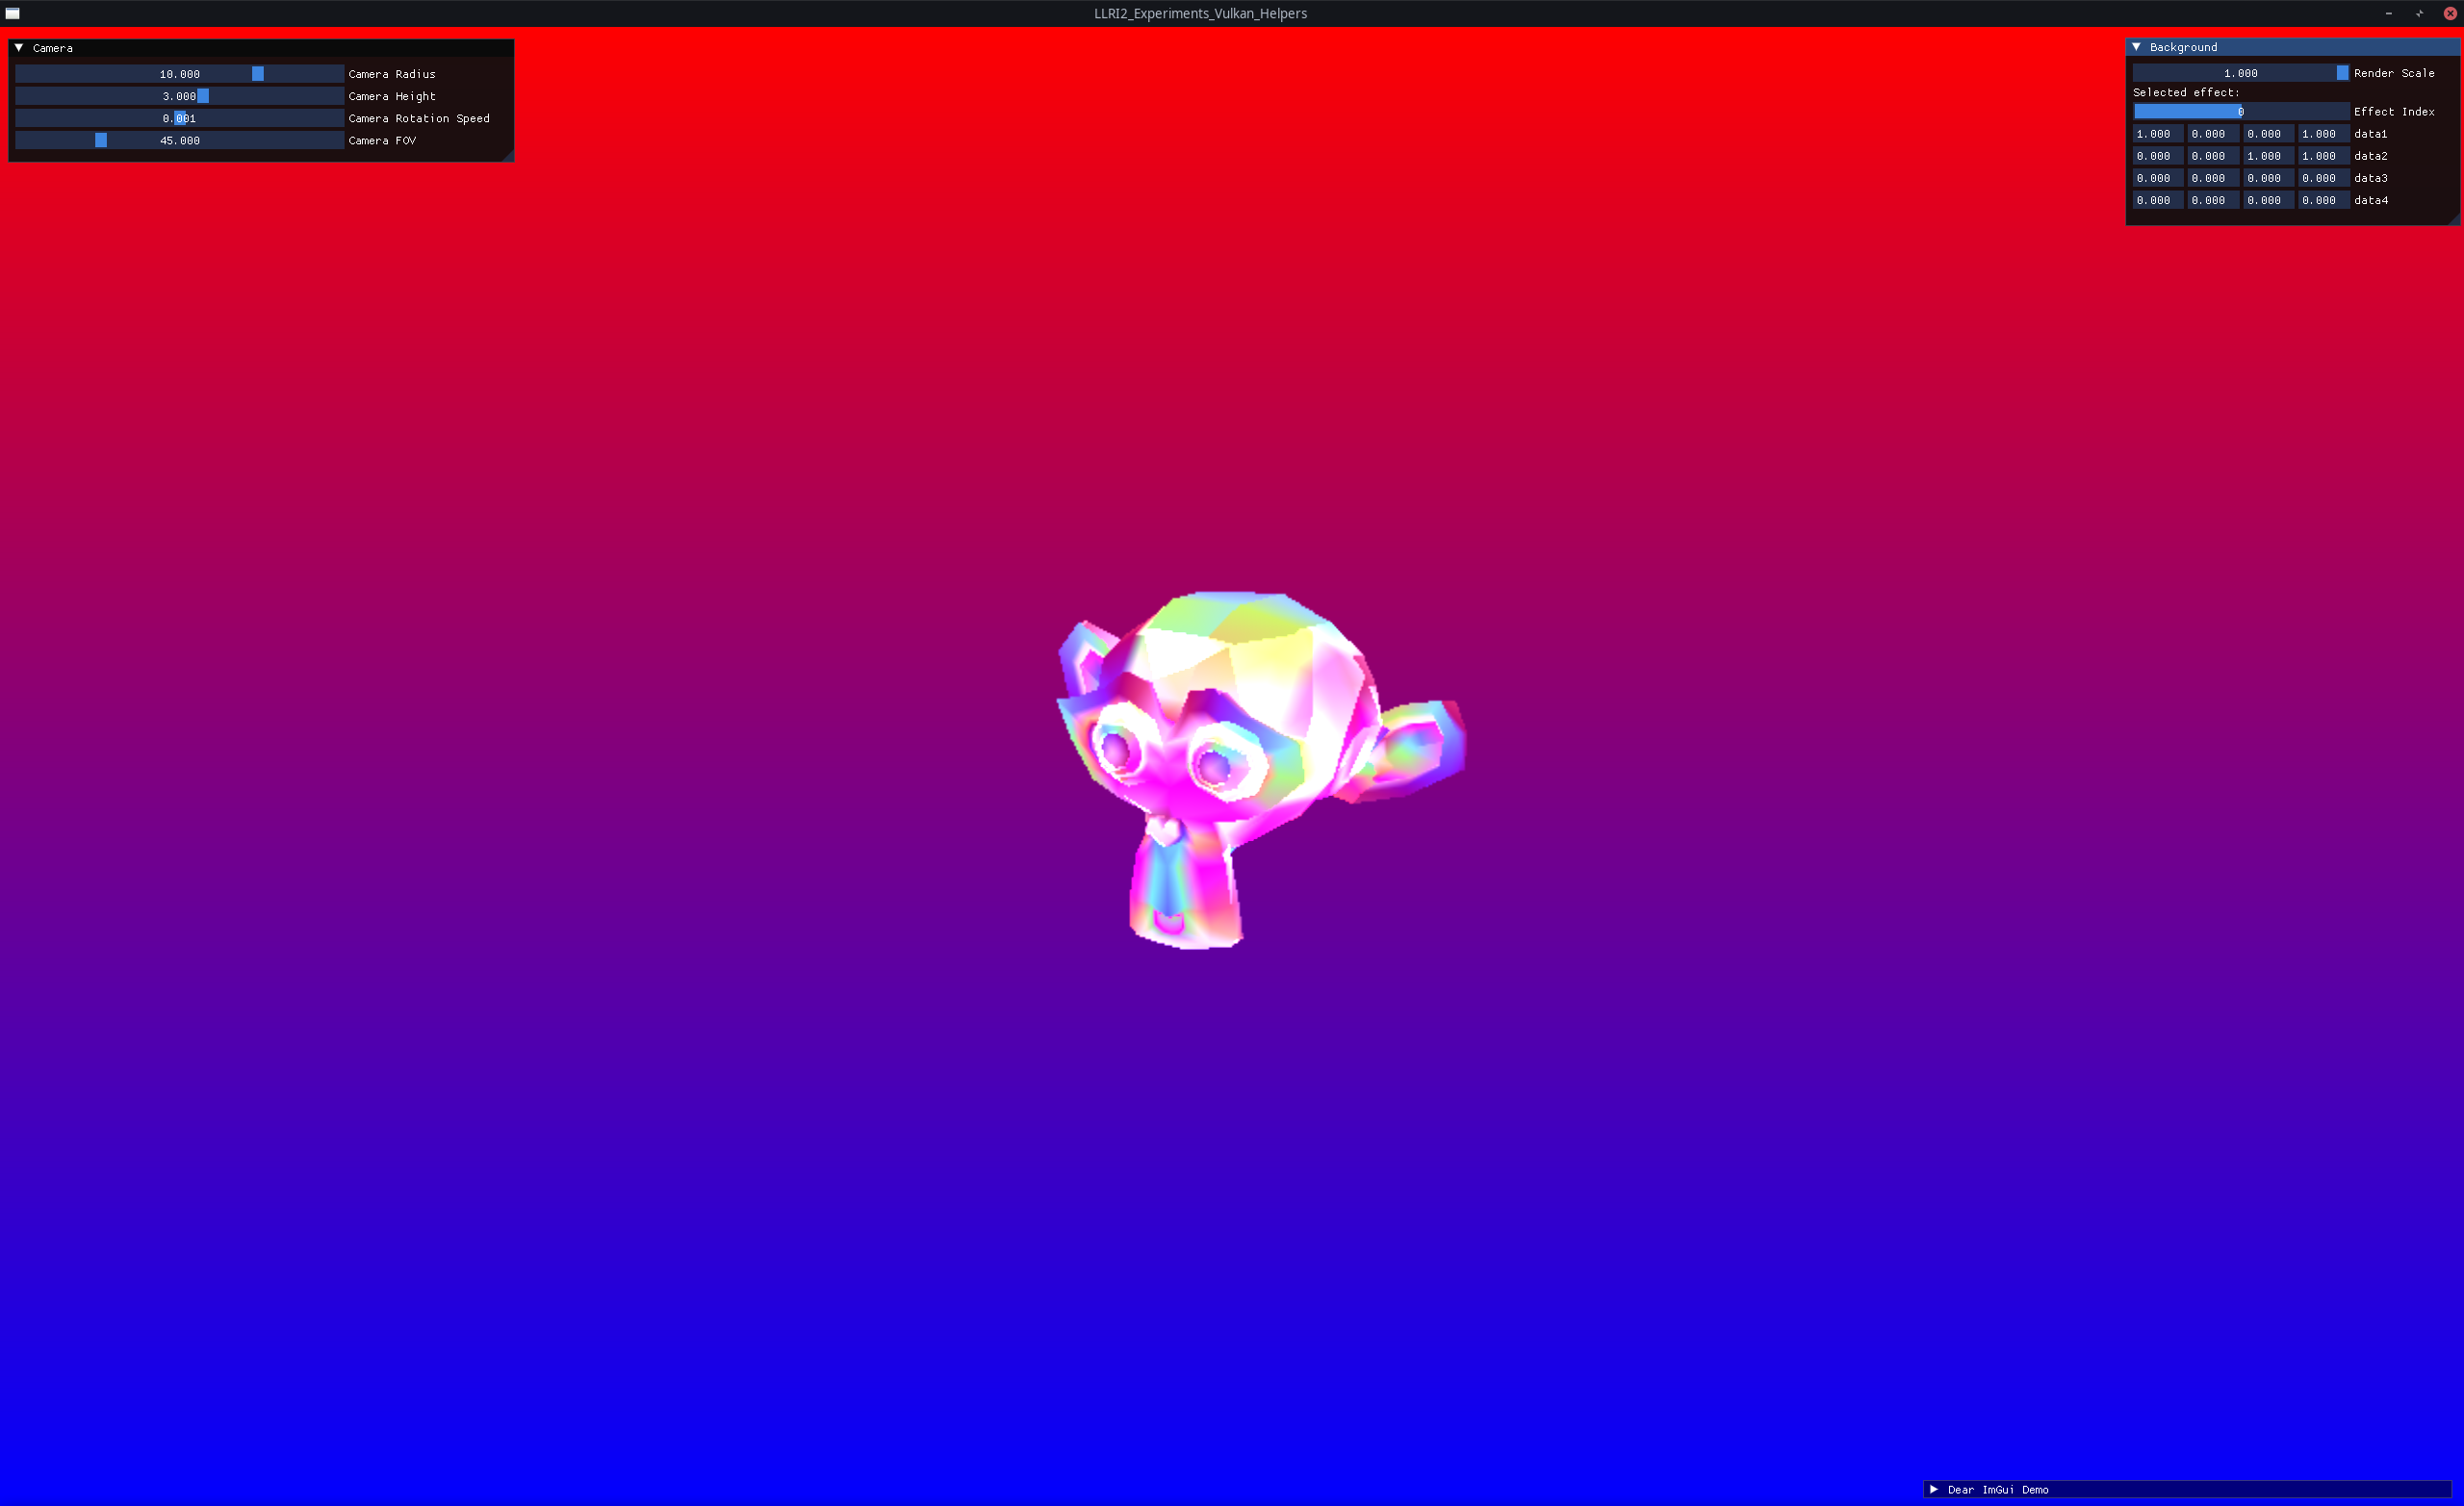 LLRI2_Experiments_Vulkan_Helpers
Camera
10.000 Camera Radius
3.000 Camera Height
0.001 Camera Rotation Speed
45.000 Camera FOV
Background
1.000 Render Scale
Selected effect:
0 Effect Index
1.000 0.000 0.000 1.000 data1
0.000 0.000 1.000 1.000 data2
0.000 0.000 0.000 0.000 data3
0.000 0.000 0.000 0.000 data4
Dear ImGui Demo